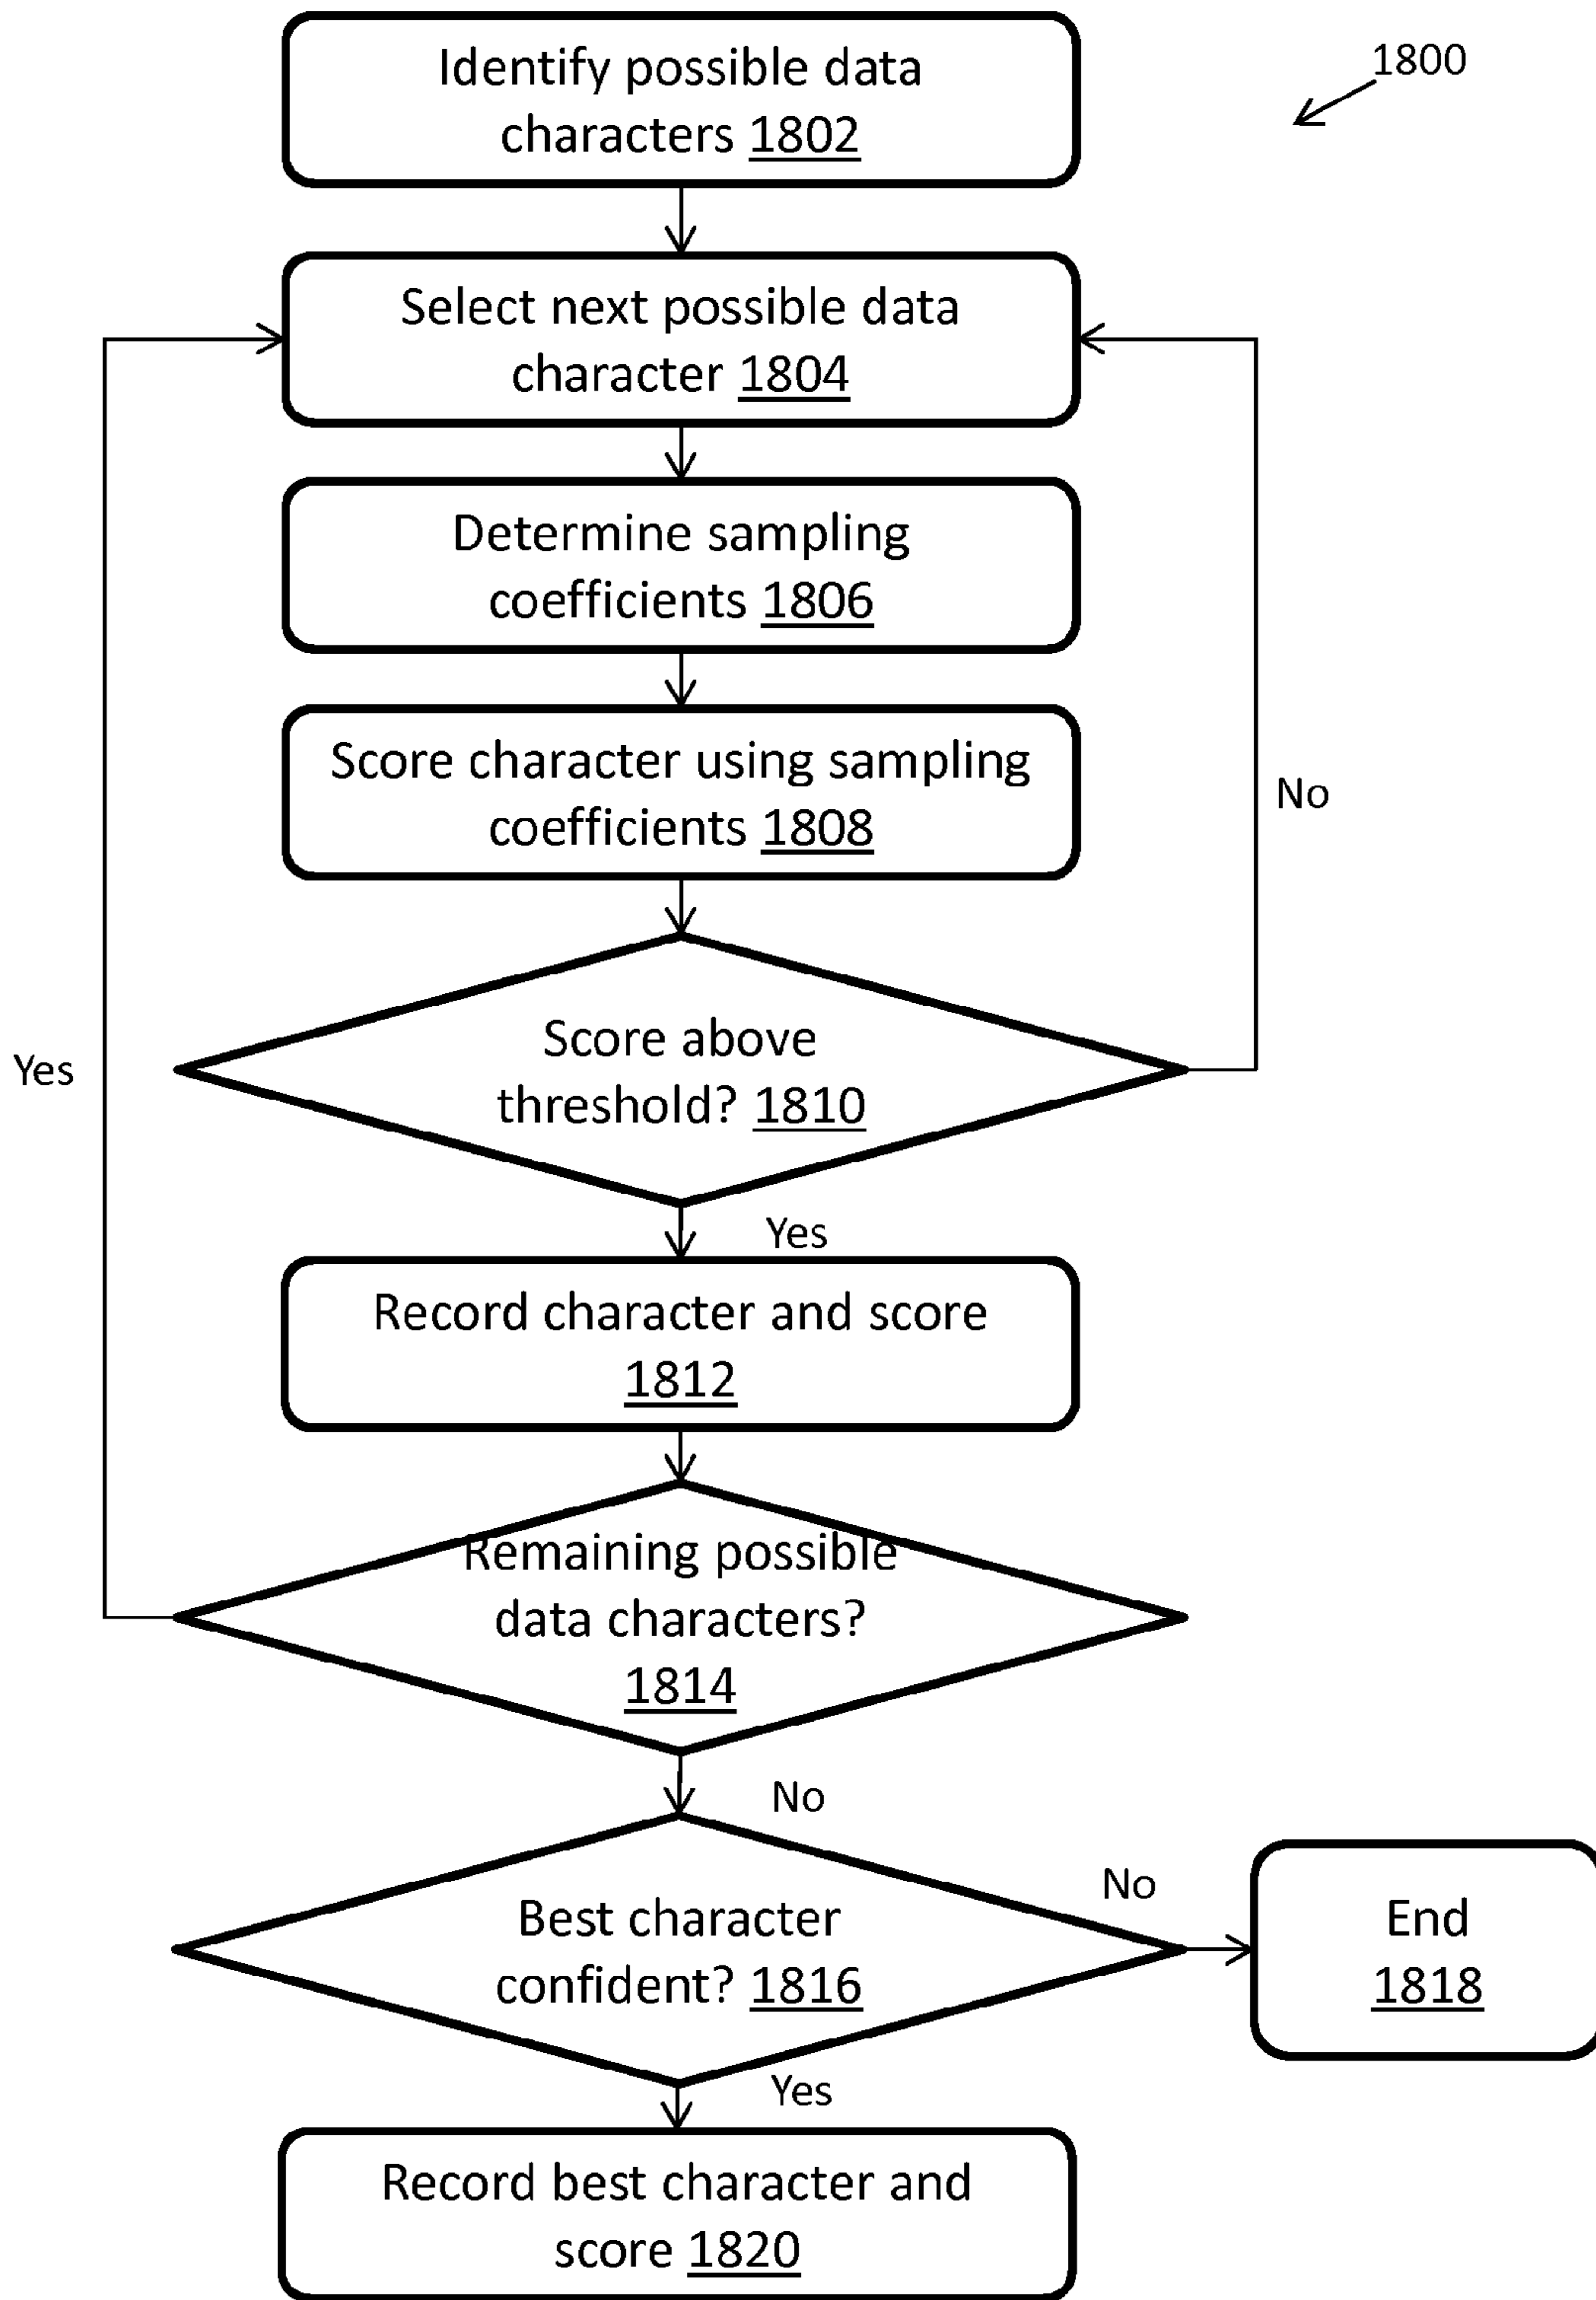 Identify possible data
characters 1802
1800
Select next possible data
character 1804
Determine sampling
coefficients 1806
Score character using sampling
coefficients 1808
No
Score above
threshold? 1810
Yes
Yes
Record character and score
1812
Remaining possible
data characters?
1814
No
Best character
confident? 1816
No
End
1818
Yes
Record best character and
score 1820